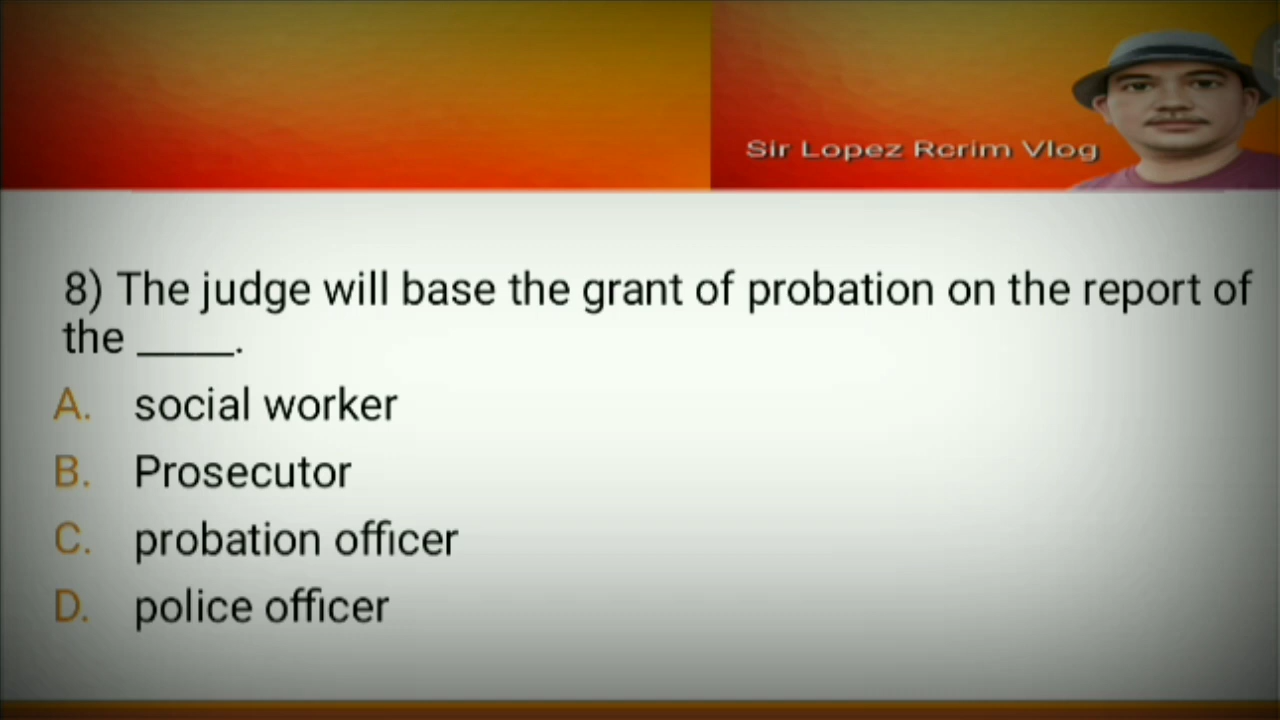 Sir Lopez Rcrim Vlog
8) The judge will base the grant of probation on the report of
the _____.
A. social worker
B. Prosecutor
C. probation officer
D. police officer